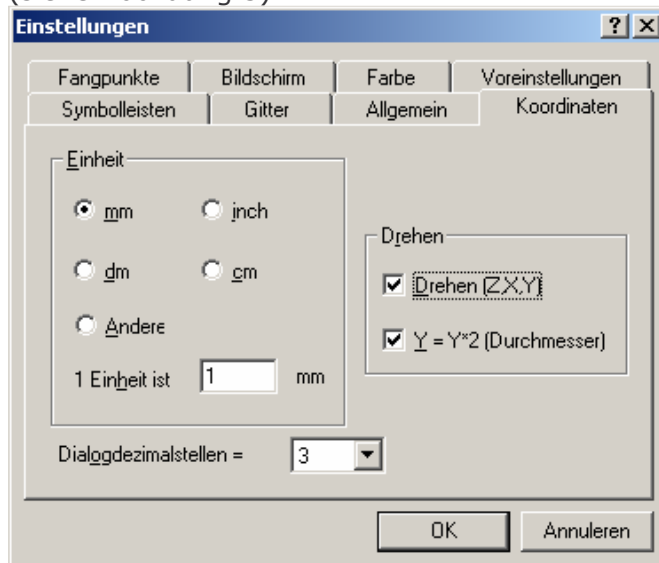 Einstellungen
Fangpunkte Bildschirm Farbe Voreinstellungen
Symbolleisten Gitter Allgemein Koordinaten
Einheit
mm inch
dm cm
Andere
1 Einheit ist 1 mm
Drehen
Drehen (Z,X,Y)
Y = Y*2 (Durchmesser)
Dialogdezimalstellen = 3
OK Annuleren